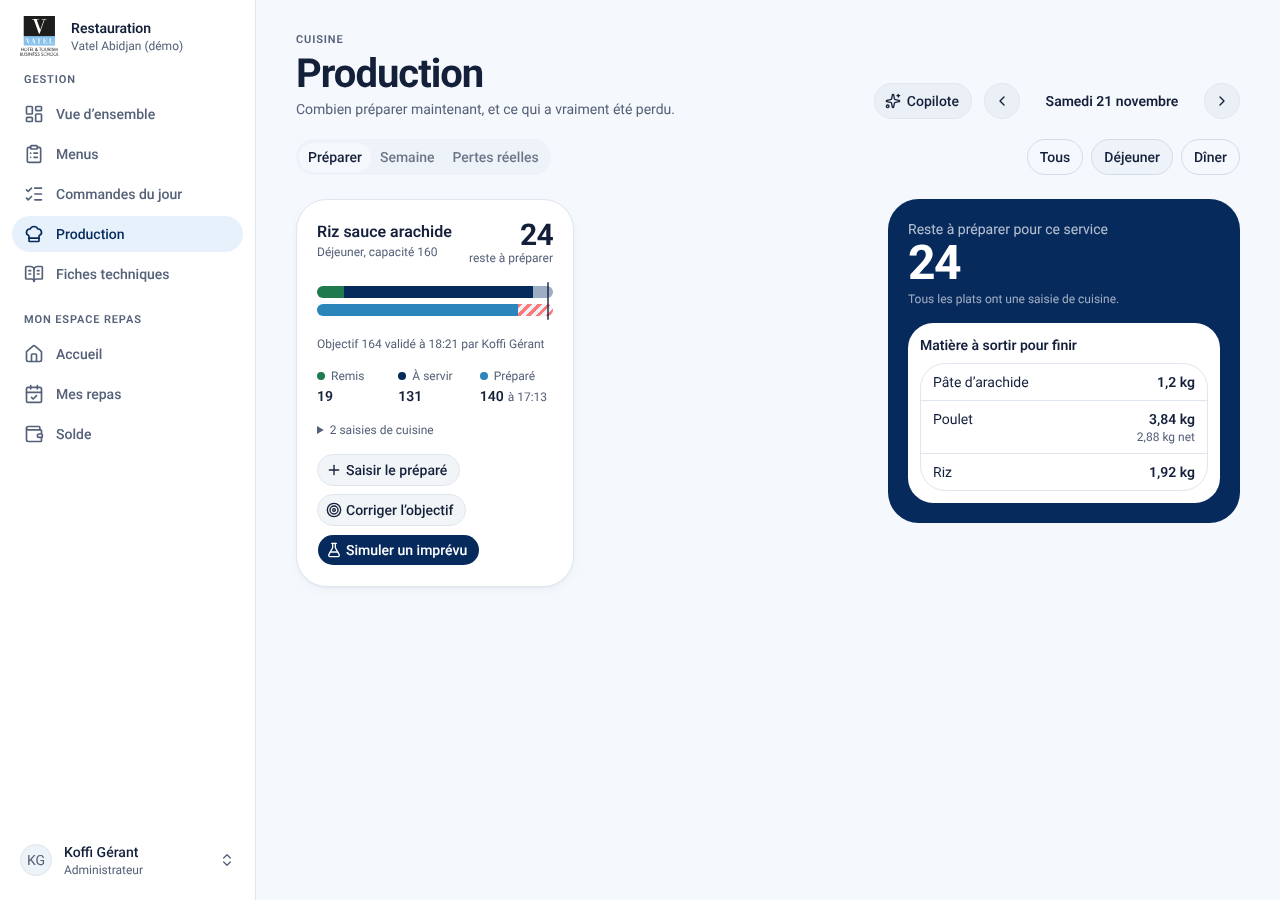 V
VATEL
HOTEL & TOURISM
BUSINESS SCHOOL
Restauration
Vatel Abidjan (démo)
GESTION
Vue d’ensemble
Menus
Commandes du jour
Production
Fiches techniques
MON ESPACE REPAS
Accueil
Mes repas
Solde
KG
Koffi Gérant
Administrateur
CUISINE
Production
Combien préparer maintenant, et ce qui a vraiment été perdu.
Copilote
Samedi 21 novembre
Préparer Semaine Pertes réelles
Tous Déjeuner Dîner
Riz sauce arachide 24
Déjeuner, capacité 160 reste à préparer
Objectif 164 validé à 18:21 par Koffi Gérant
Remis À servir Préparé
19 131 140 à 17:13
2 saisies de cuisine
Saisir le préparé
Corriger l’objectif
Simuler un imprévu
Reste à préparer pour ce service
24
Tous les plats ont une saisie de cuisine.
Matière à sortir pour finir
Pâte d’arachide 1,2 kg
Poulet 3,84 kg
2,88 kg net
Riz 1,92 kg